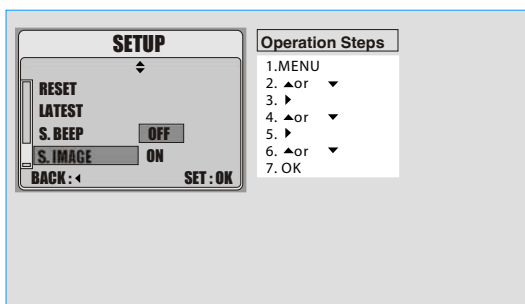 SETUP
RESET
LATEST
S. BEEP OFF
S. IMAGE ON
BACK : ◂ SET : OK
Operation Steps
1.MENU
2. ▲or ▼
3. ▶
4. ▲or ▼
5. ▶
6. ▲or ▼
7. OK